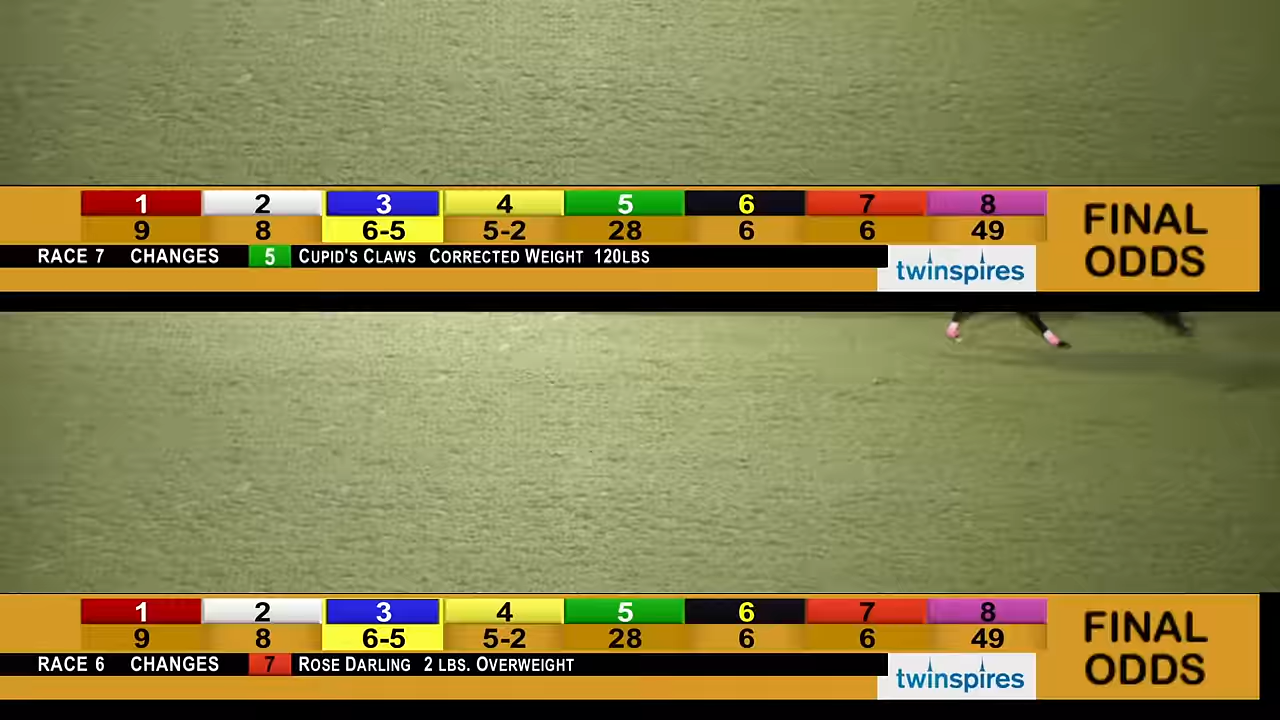 1 2 3 4 5 6 7 8
9 8 6-5 5-2 28 6 6 49
FINAL
ODDS
RACE 7 CHANGES 5 CUPID'S CLAWS CORRECTED WEIGHT 120LBS
twinspires
1 2 3 4 5 6 7 8
9 8 6-5 5-2 28 6 6 49
FINAL
ODDS
RACE 6 CHANGES 7 ROSE DARLING 2 LBS. OVERWEIGHT
twinspires